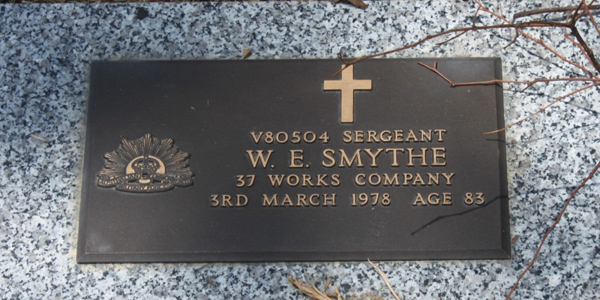 V80504 SERGEANT
W. E. SMYTHE
37 WORKS COMPANY
3RD MARCH 1978 AGE 83